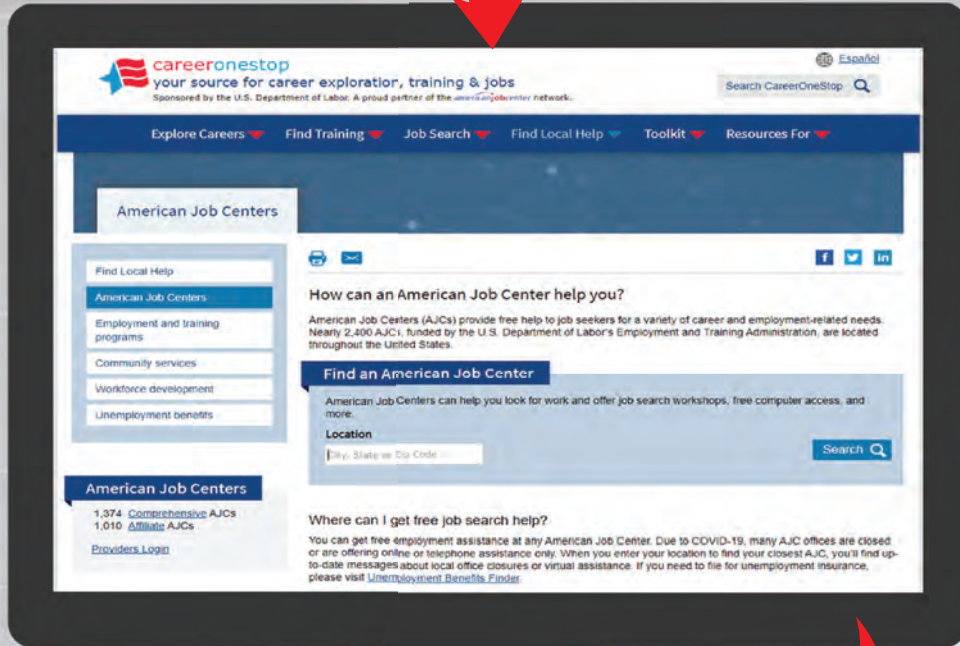 careeronestop
your source for career exploration, training & jobs
Sponsored by the U.S. Department of Labor. A proud partner of the americanjobcenter network.
Español
Search CareerOneStop
Explore Careers Find Training Job Search Find Local Help Toolkit Resources For
American Job Centers
Find Local Help
American Job Centers
Employment and training
programs
Community services
Workforce development
Unemployment benefits
American Job Centers
1,374 Comprehensive AJCs
1,010 Affiliate AJCs
Providers Login
f in
How can an American Job Center help you?
American Job Centers (AJCs) provide free help to job seekers for a variety of career and employment-related needs.
Nearly 2,400 AJCs, funded by the U.S. Department of Labor's Employment and Training Administration, are located
throughout the United States.
Find an American Job Center
American Job Centers can help you look for work and offer job search workshops, free computer access, and
more.
Location
City, State or Zip Code
Search
Where can I get free job search help?
You can get free employment assistance at any American Job Center. Due to COVID-19, many AJC offices are closed
or are offering online or telephone assistance only. When you enter your location to find your closest AJC, you'll find up-
to-date messages about local office closures or virtual assistance. If you need to file for unemployment insurance,
please visit Unemployment Benefits Finder.